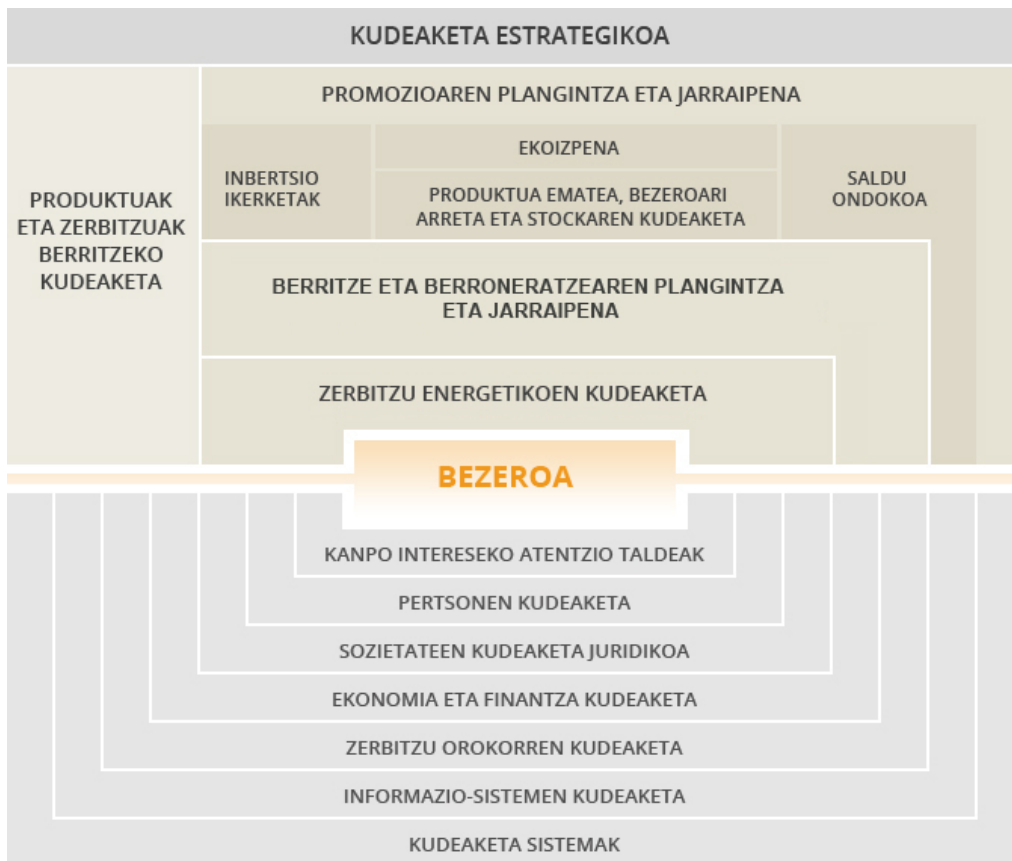 KUDEAKETA ESTRATEGIKOA
PRODUKTUAK
ETA ZERBITZUAK
BERRITZEKO
KUDEAKETA
PROMOZIOAREN PLANGINTZA ETA JARRAIPENA
INBERTSIO
IKERKETAK
EKOIZPENA
PRODUKTUA EMATEA, BEZEROARI
ARRETA ETA STOCKAREN KUDEAKETA
SALDU
ONDOKOA
BERRITZE ETA BERRONERATZEAREN PLANGINTZA
ETA JARRAIPENA
ZERBITZU ENERGETIKOEN KUDEAKETA
BEZEROA
KANPO INTERESEKO ATENTZIO TALDEAK
PERTSONEN KUDEAKETA
SOZIETATEEN KUDEAKETA JURIDIKOA
EKONOMIA ETA FINANTZA KUDEAKETA
ZERBITZU OROKORREN KUDEAKETA
INFORMAZIO-SISTEMEN KUDEAKETA
KUDEAKETA SISTEMAK